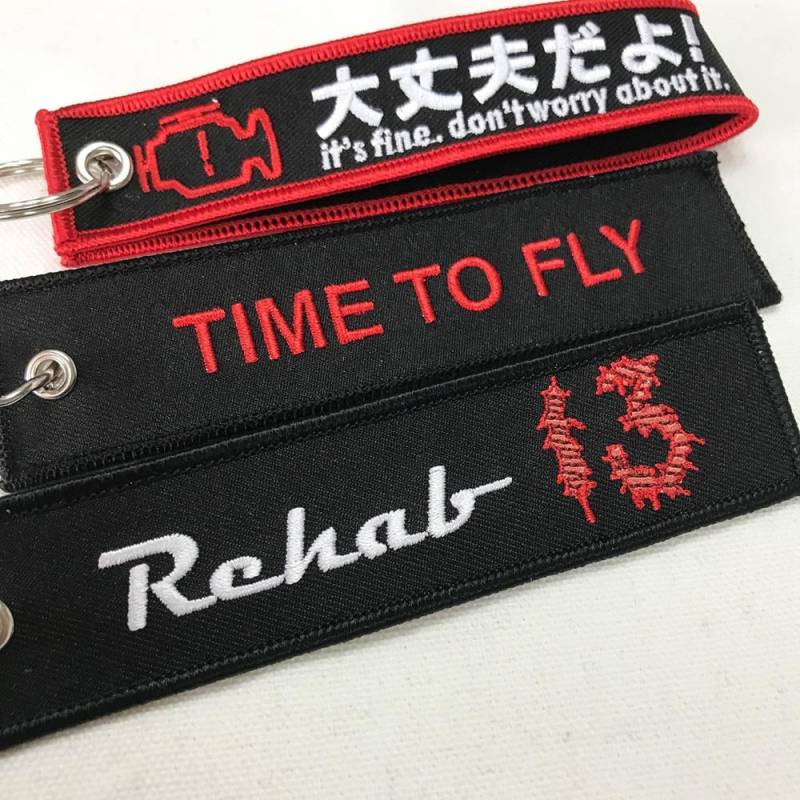 大丈夫だよ!
it's fine. don't worry about it.
TIME TO FLY
Rehab 13